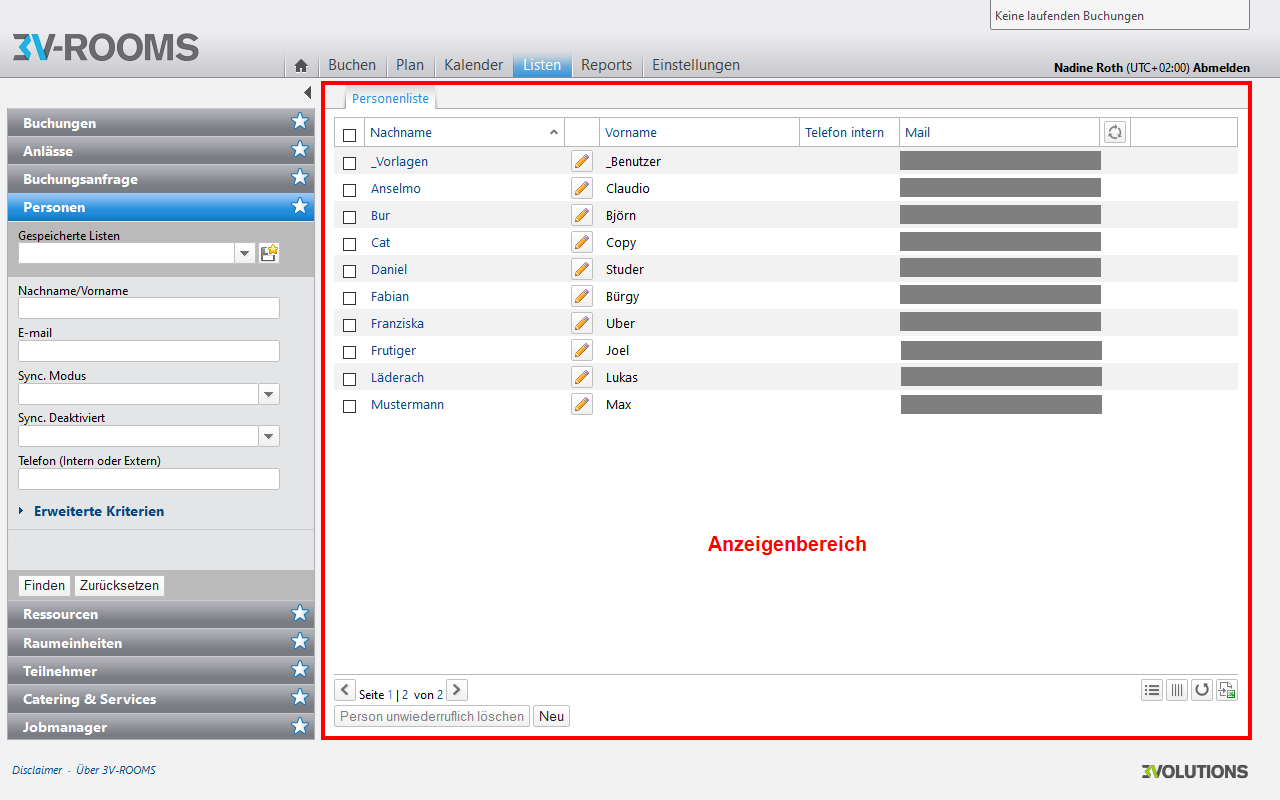 Keine laufenden Buchungen
3V-ROOMS
Buchen Plan Kalender Listen Reports Einstellungen
Nadine Roth (UTC+02:00) Abmelden
Buchungen
Anlässe
Buchungsanfrage
Personen
Gespeicherte Listen
Nachname/Vorname
E-mail
Sync. Modus
Sync. Deaktiviert
Telefon (Intern oder Extern)
Erweiterte Kriterien
Finden Zurücksetzen
Ressourcen
Raumeinheiten
Teilnehmer
Catering & Services
Jobmanager
Personenliste
Nachname Vorname Telefon intern Mail
_Vorlagen _Benutzer
Anselmo Claudio
Bur Björn
Cat Copy
Daniel Studer
Fabian Bürgy
Franziska Uber
Frutiger Joel
Läderach Lukas
Mustermann Max
Anzeigenbereich
Seite 1 | 2 von 2
Person unwiederruflich löschen Neu
Disclaimer - Über 3V-ROOMS
3VOLUTIONS